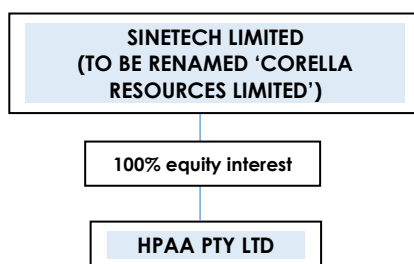 SINETECH LIMITED
(TO BE RENAMED ‘CORELLA
RESOURCES LIMITED’)
100% equity interest
HPAA PTY LTD